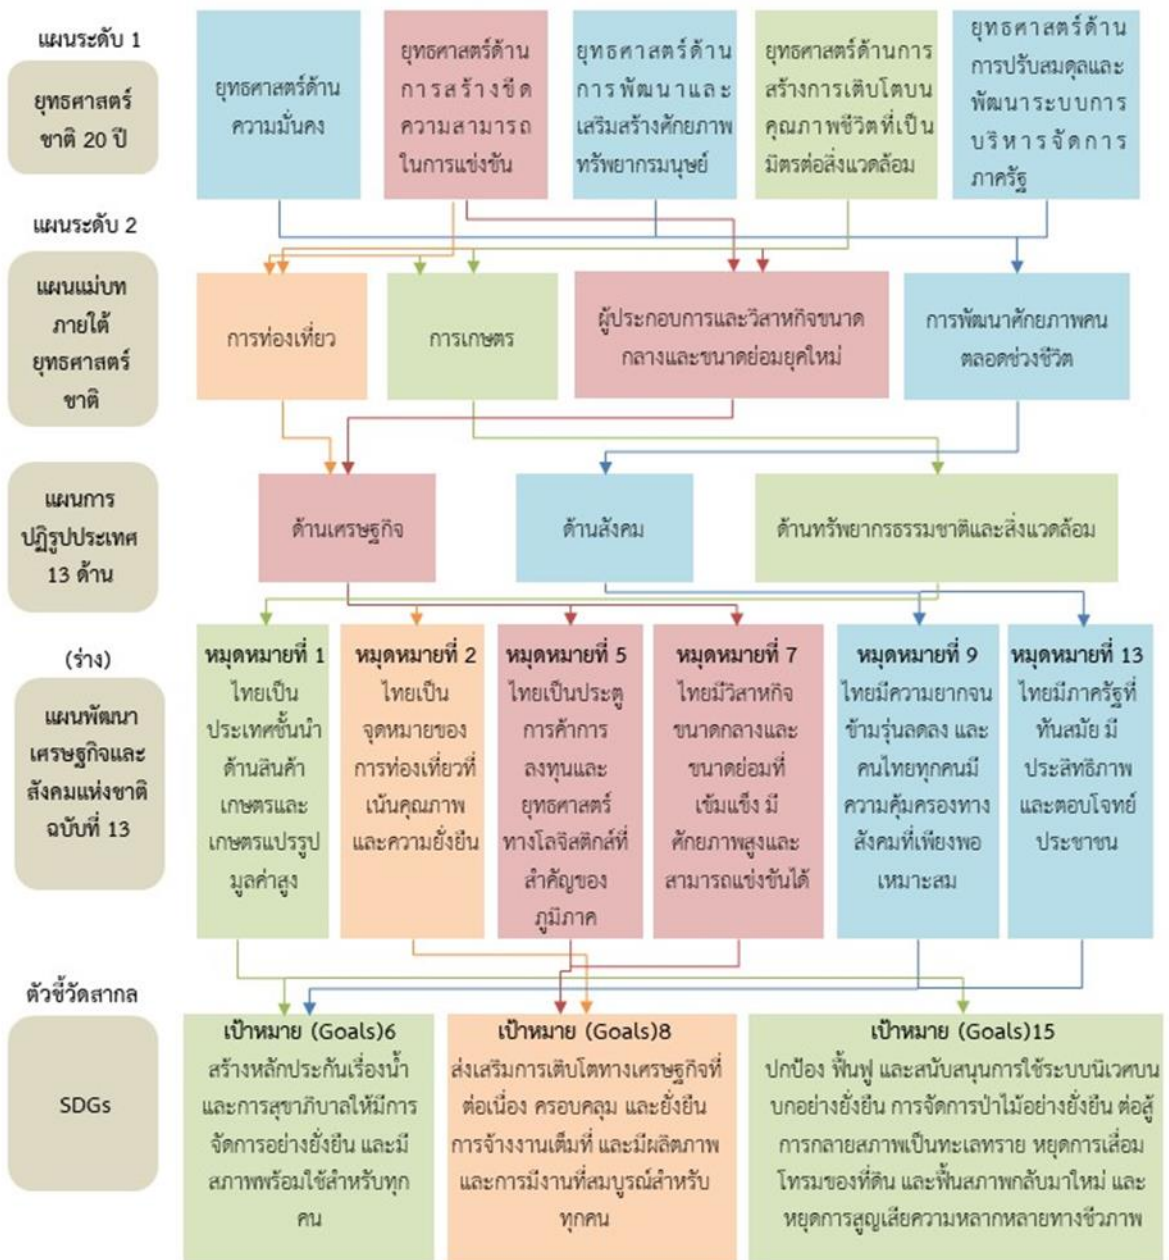 แผนระดับ 1
ยุทธศาสตร์
ชาติ 20 ปี
ยุทธศาสตร์ด้าน
ความมั่นคง
ยุทธศาสตร์ด้าน
การสร้างขีด
ความสามารถ
ในการแข่งขัน
ยุทธศาสตร์ด้าน
การพัฒนาและ
เสริมสร้างศักยภาพ
ทรัพยากรมนุษย์
ยุทธศาสตร์ด้านการ
สร้างการเติบโตบน
คุณภาพชีวิตที่เป็น
มิตรต่อสิ่งแวดล้อม
ยุทธศาสตร์ด้าน
การปรับสมดุลและ
พัฒนาระบบการ
บริหารจัดการ
ภาครัฐ
แผนระดับ 2
แผนแม่บท
ภายใต้
ยุทธศาสตร์
ชาติ
การท่องเที่ยว
การเกษตร
ผู้ประกอบการและวิสาหกิจขนาด
กลางและขนาดย่อมยุคใหม่
การพัฒนาศักยภาพคน
ตลอดช่วงชีวิต
แผนการ
ปฏิรูปประเทศ
13 ด้าน
ด้านเศรษฐกิจ
ด้านสังคม
ด้านทรัพยากรธรรมชาติและสิ่งแวดล้อม
(ร่าง)
แผนพัฒนา
เศรษฐกิจและ
สังคมแห่งชาติ
ฉบับที่ 13
หมุดหมายที่ 1
ไทยเป็น
ประเทศชั้นนำ
ด้านสินค้า
เกษตรและ
เกษตรแปรรูป
มูลค่าสูง
หมุดหมายที่ 2
ไทยเป็น
จุดหมายของ
การท่องเที่ยวที่
เน้นคุณภาพ
และความยั่งยืน
หมุดหมายที่ 5
ไทยเป็นประตู
การค้าการ
ลงทุนและ
ยุทธศาสตร์
ทางโลจิสติกส์ที่
สำคัญของ
ภูมิภาค
หมุดหมายที่ 7
ไทยมีวิสาหกิจ
ขนาดกลางและ
ขนาดย่อมที่
เข้มแข็ง มี
ศักยภาพสูงและ
สามารถแข่งขันได้
หมุดหมายที่ 9
ไทยมีความยากจน
ข้ามรุ่นลดลง และ
คนไทยทุกคนมี
ความคุ้มครองทาง
สังคมที่เพียงพอ
เหมาะสม
หมุดหมายที่ 13
ไทยมีภาครัฐที่
ทันสมัย มี
ประสิทธิภาพ
และตอบโจทย์
ประชาชน
ตัวชี้วัดสากล
SDGs
เป้าหมาย (Goals)6
สร้างหลักประกันเรื่องน้ำ
และการสุขาภิบาลให้มีการ
จัดการอย่างยั่งยืน และมี
สภาพพร้อมใช้สำหรับทุก
คน
เป้าหมาย (Goals)8
ส่งเสริมการเติบโตทางเศรษฐกิจที่
ต่อเนื่อง ครอบคลุม และยั่งยืน
การจ้างงานเต็มที่ และมีผลิตภาพ
และการมีงานที่สมบูรณ์สำหรับ
ทุกคน
เป้าหมาย (Goals)15
ปกป้อง ฟื้นฟู และสนับสนุนการใช้ระบบนิเวศบน
บกอย่างยั่งยืน การจัดการป่าไม้อย่างยั่งยืน ต่อสู้
การกลายสภาพเป็นทะเลทราย หยุดการเสื่อม
โทรมของที่ดิน และฟื้นสภาพกลับมาใหม่ และ
หยุดการสูญเสียความหลากหลายทางชีวภาพ